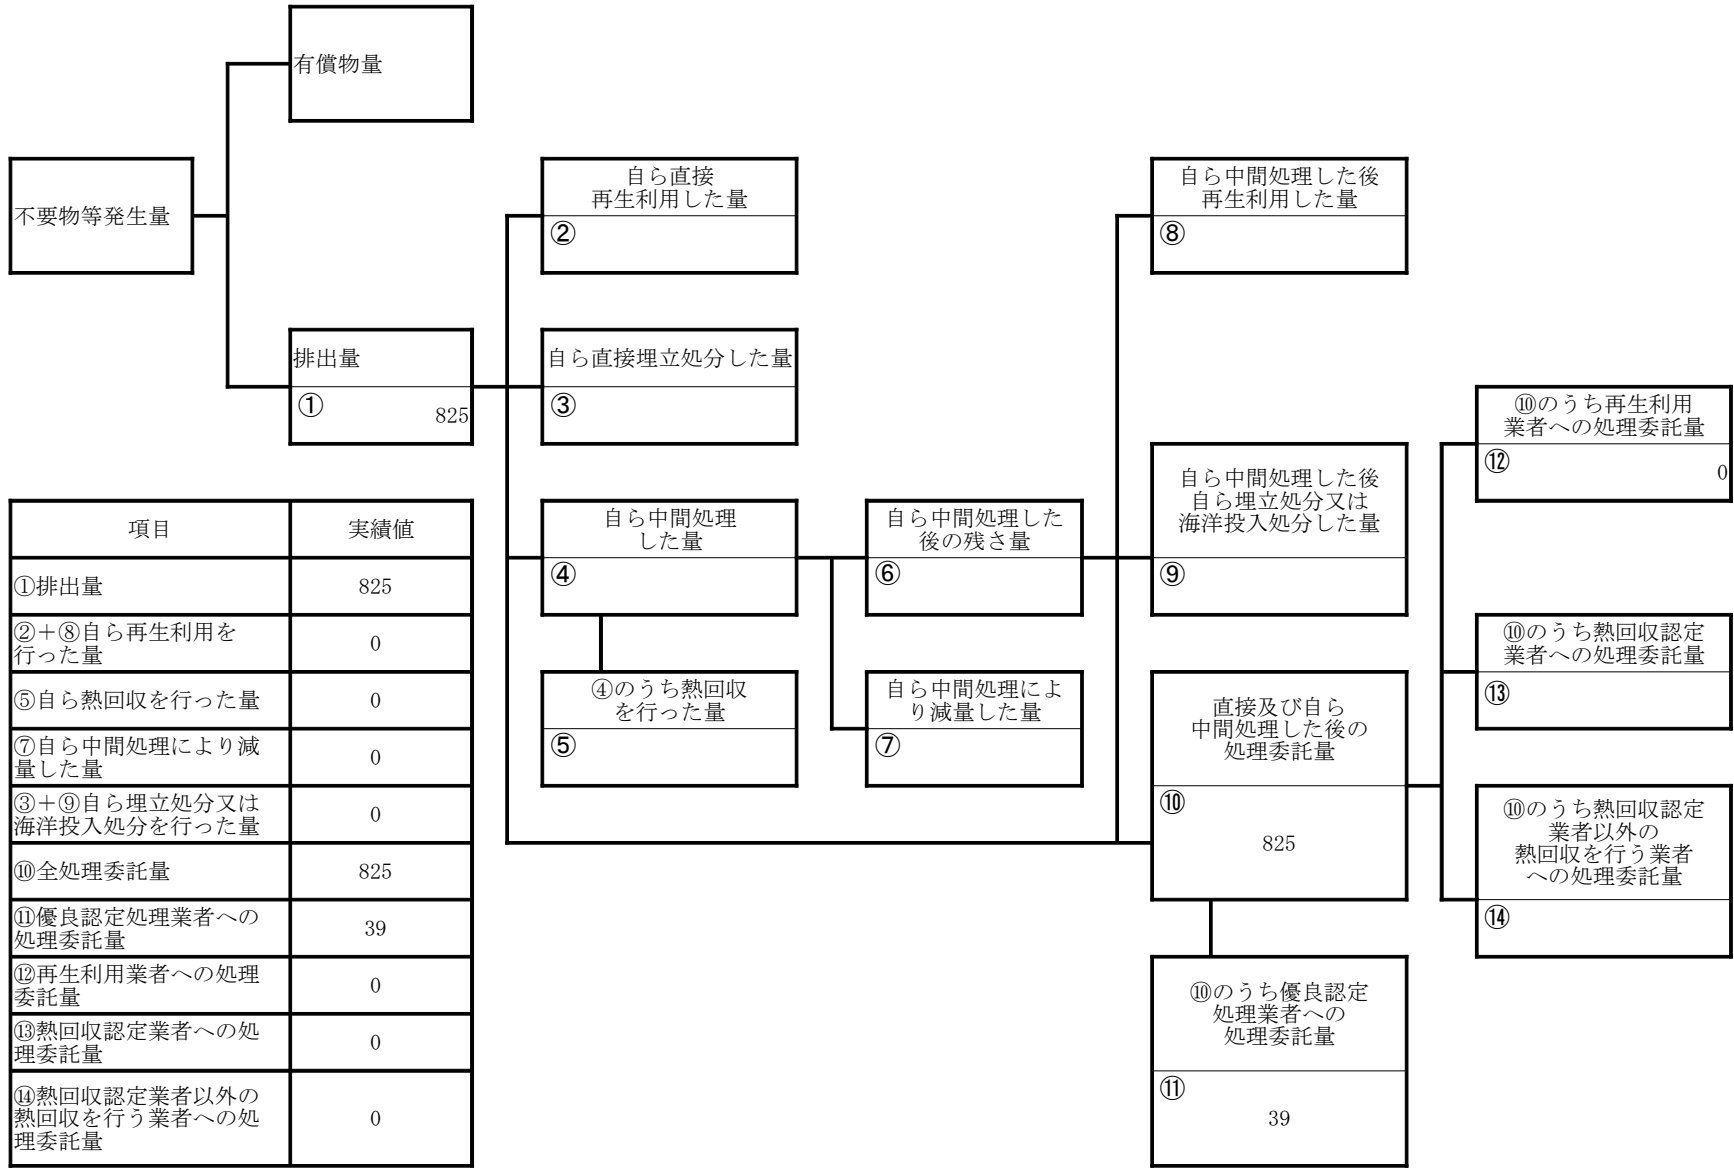 有償物量
不要物等発生量
排出量
①
825
自ら直接
再生利用した量
②
自ら直接埋立処分した量
③
自ら中間処理
した量
④
④のうち熱回収
を行った量
⑤
自ら中間処理した
後の残さ量
⑥
自ら中間処理によ
り減量した量
⑦
自ら中間処理した後
再生利用した量
⑧
自ら中間処理した後
自ら埋立処分又は
海洋投入処分した量
⑨
直接及び自ら
中間処理した後の
処理委託量
⑩
825
⑩のうち優良認定
処理業者への
処理委託量
⑪
39
⑩のうち再生利用
業者への処理委託量
⑫
0
⑩のうち熱回収認定
業者への処理委託量
⑬
⑩のうち熱回収認定
業者以外の
熱回収を行う業者
への処理委託量
⑭
項目 実績値
①排出量 825
②＋⑧自ら再生利用を
行った量 0
⑤自ら熱回収を行った量 0
⑦自ら中間処理により減
量した量 0
③＋⑨自ら埋立処分又は
海洋投入処分を行った量 0
⑩全処理委託量 825
⑪優良認定処理業者への
処理委託量 39
⑫再生利用業者への処理
委託量 0
⑬熱回収認定業者への処
理委託量 0
⑭熱回収認定業者以外の
熱回収を行う業者への処
理委託量 0